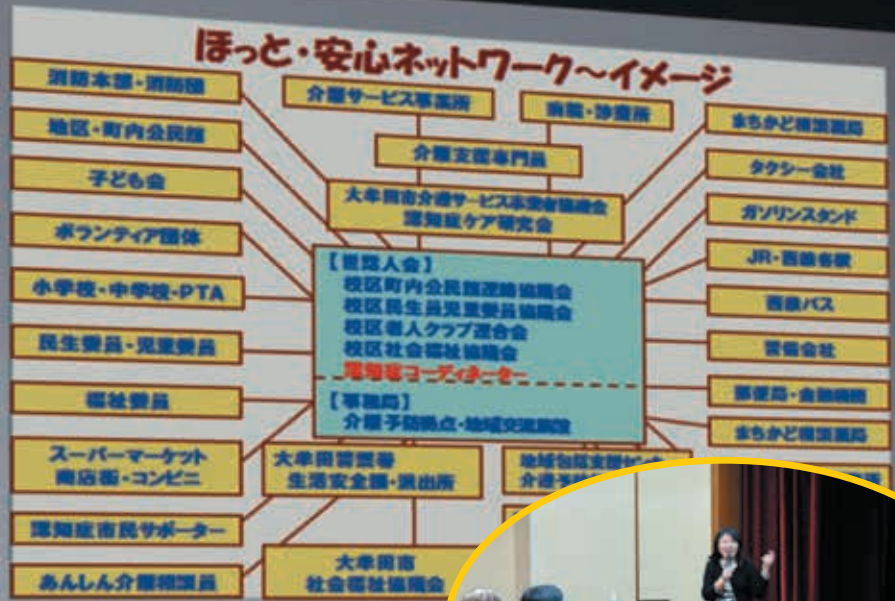 ほっと・安心ネットワーク～イメージ
消防本部・消防団
地区・町内公民館
子ども会
ボランティア団体
小学校・中学校・PTA
民生委員・児童委員
福祉委員
スーパーマーケット
商店街・コンビニ
認知症市民サポーター
あんしん介護相談員
介護サービス事業所
病院・診療所
介護支援専門員
大牟田市介護サービス事業者協議会
認知症ケア研究会
【世話人会】
校区町内公民館連絡協議会
校区民生委員児童委員協議会
校区老人クラブ連合会
校区社会福祉協議会
認知症コーディネーター
【事務局】
介護予防拠点・地域交流施設
大牟田警察署
生活安全課・派出所
地域包括支援セン
介護予
大牟田市
社会福祉協議会
まちかど相談薬局
タクシー会社
ガソリンスタンド
JR・西鉄各駅
西鉄バス
警備会社
郵便局・金融機関
まちかど相談薬局